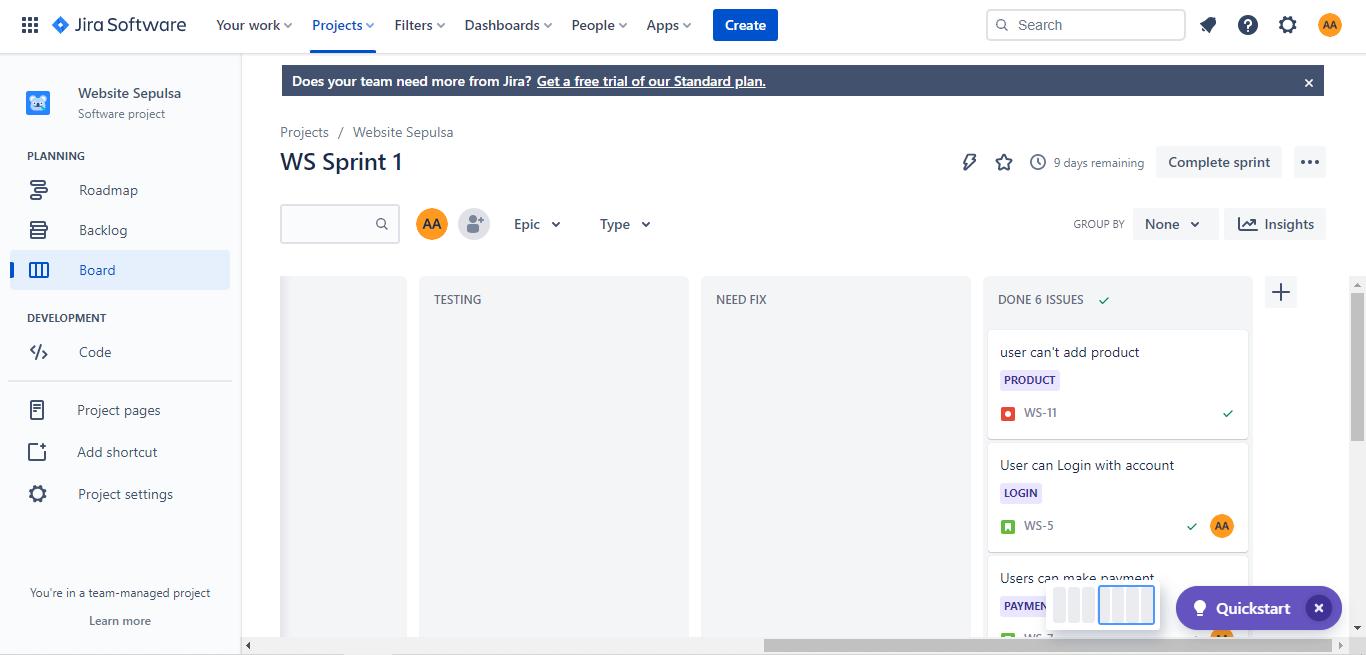 Jira Software
Your work
Projects
Filters
Dashboards
People
Apps
Create
Search
AA
Website Sepulsa
Software project
PLANNING
Roadmap
Backlog
Board
DEVELOPMENT
Code
Project pages
Add shortcut
Project settings
You're in a team-managed project
Learn more
Does your team need more from Jira? Get a free trial of our Standard plan.
Projects / Website Sepulsa
WS Sprint 1
9 days remaining
Complete sprint
AA
Epic
Type
GROUP BY
None
Insights
TESTING
NEED FIX
DONE 6 ISSUES
user can't add product
PRODUCT
WS-11
User can Login with account
LOGIN
WS-5
AA
Users can make payment
Quickstart